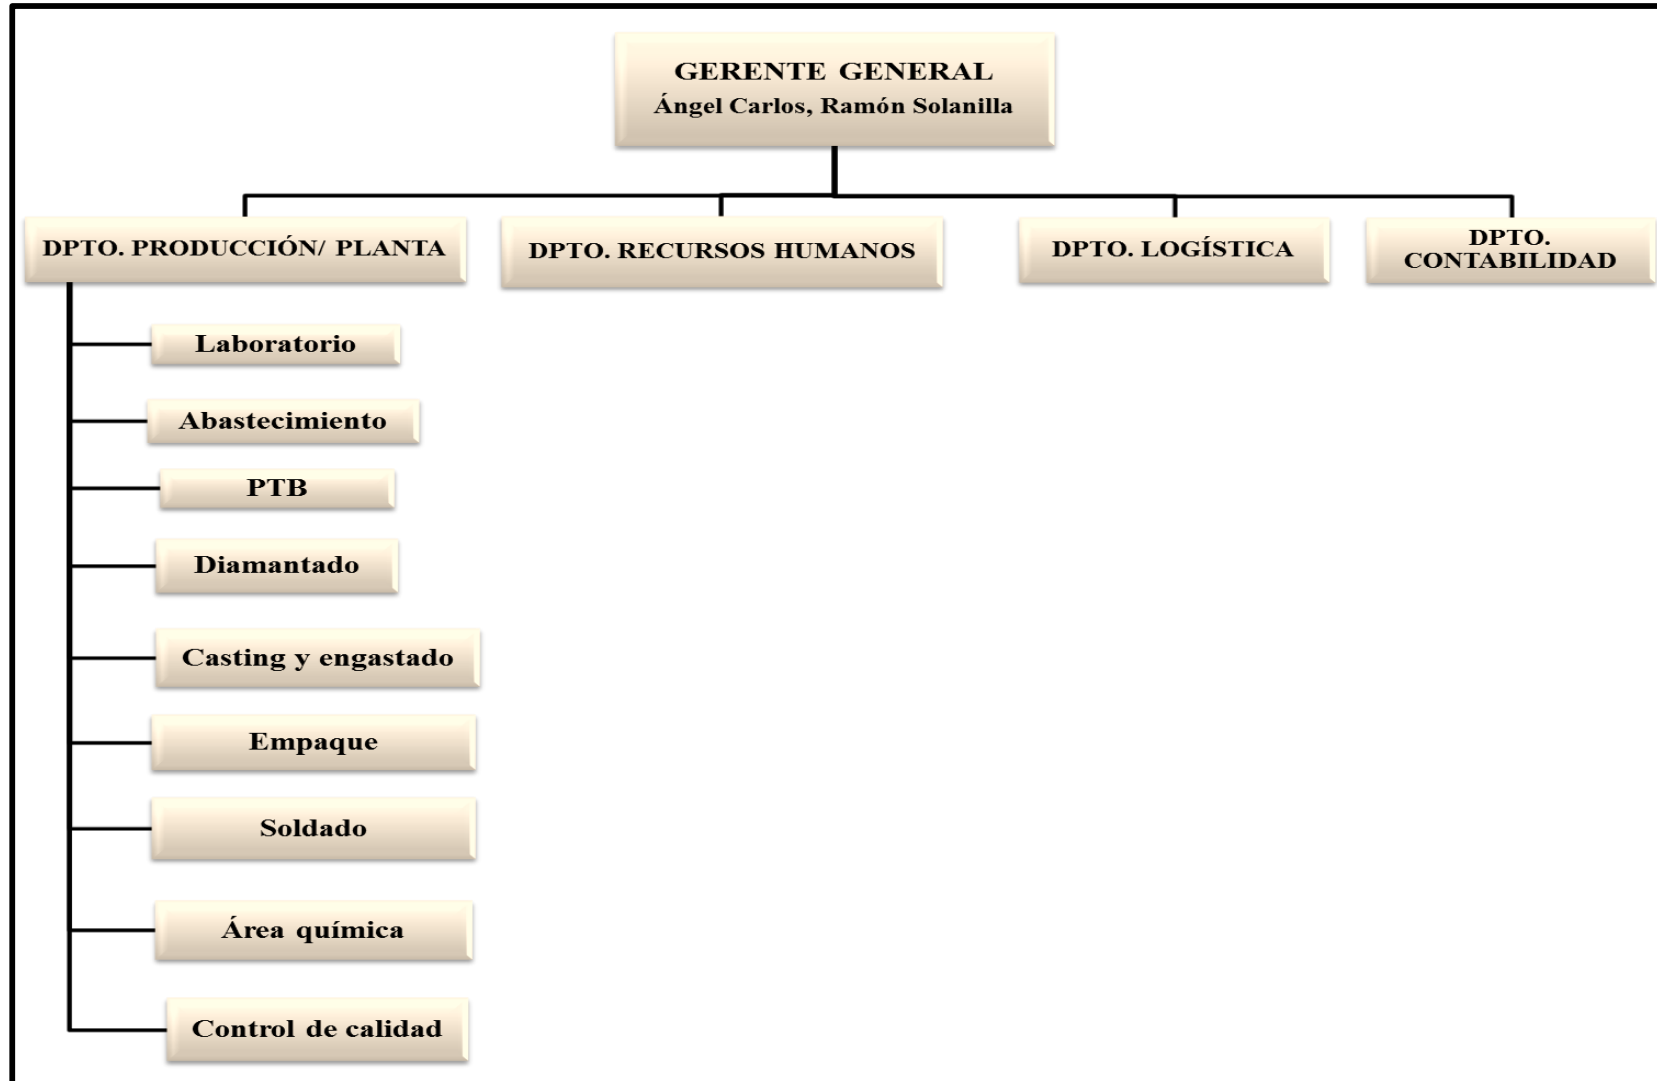 GERENTE GENERAL
Ángel Carlos, Ramón Solanilla
DPTO. PRODUCCIÓN/ PLANTA
DPTO. RECURSOS HUMANOS
DPTO. LOGÍSTICA
DPTO.
CONTABILIDAD
Laboratorio
Abastecimiento
PTB
Diamantado
Casting y engastado
Empaque
Soldado
Área química
Control de calidad